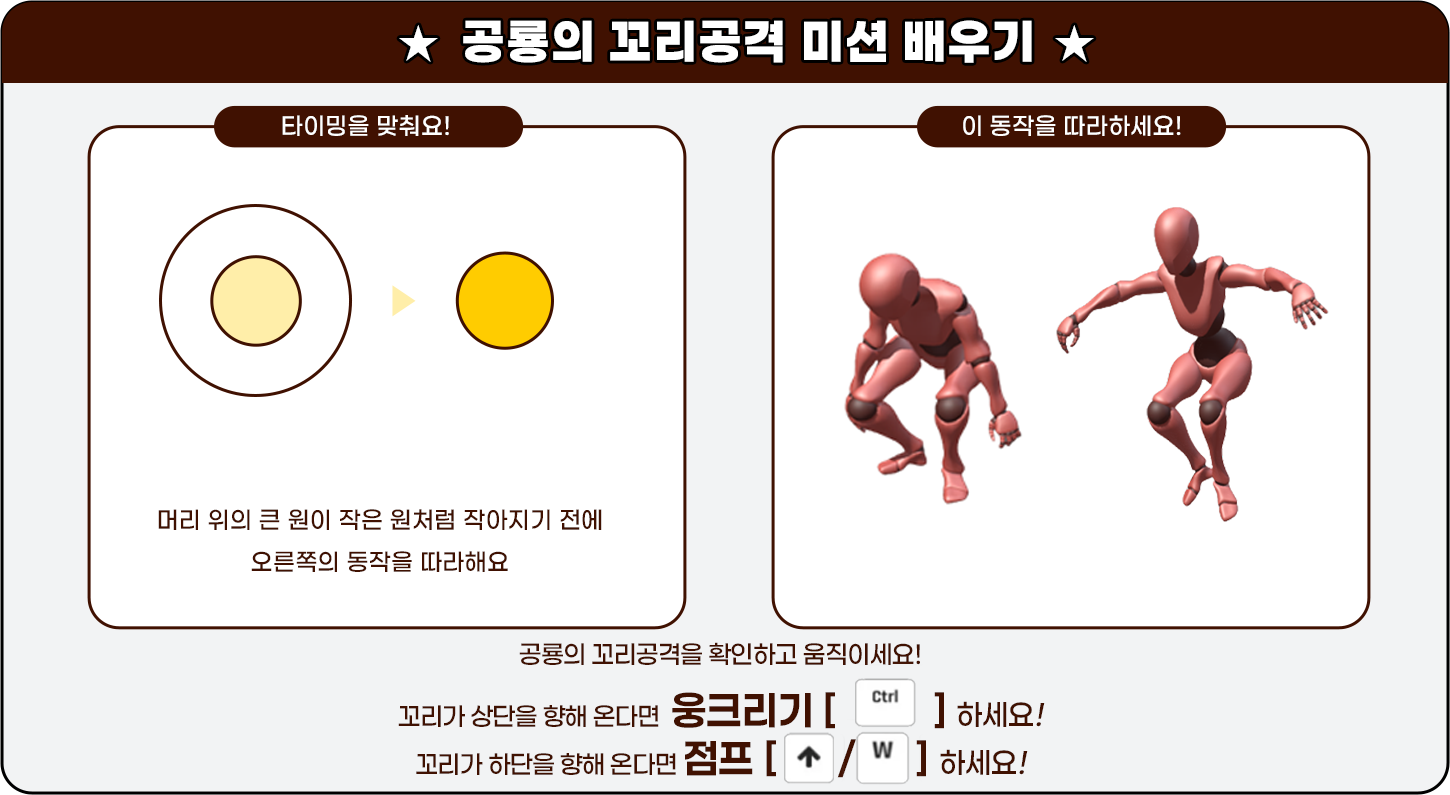 ★ 공룡의 꼬리공격 미션 배우기 ★
타이밍을 맞춰요!
머리 위의 큰 원이 작은 원처럼 작아지기 전에
오른쪽의 동작을 따라해요
이 동작을 따라하세요!
공룡의 꼬리공격을 확인하고 움직이세요!
꼬리가 상단을 향해 온다면 웅크리기 [ Ctrl ] 하세요!
꼬리가 하단을 향해 온다면 점프 [ ↑ / W ] 하세요!